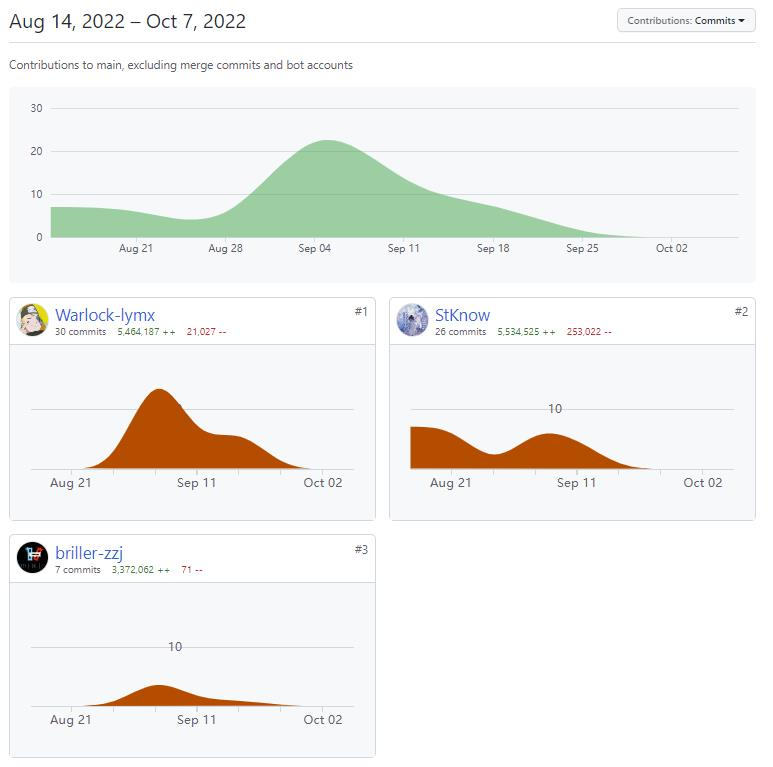 Aug 14, 2022 – Oct 7, 2022
Contributions: Commits
Contributions to main, excluding merge commits and bot accounts
30
20
10
0
Aug 21 Aug 28 Sep 04 Sep 11 Sep 18 Sep 25 Oct 02
Warlock-lymx #1
30 commits 5,464,187 ++ 21,027 --
Aug 21 Sep 11 Oct 02
StKnow #2
26 commits 5,534,525 ++ 253,022 --
10
Aug 21 Sep 11 Oct 02
briller-zzj #3
7 commits 3,372,062 ++ 71 --
10
Aug 21 Sep 11 Oct 02